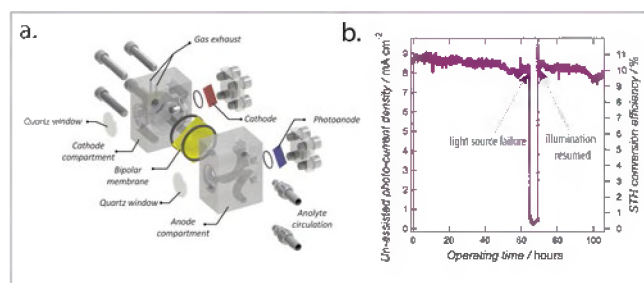 a.
Gas exhaust
Quartz window
Cathode
compartment
Bipolar
membrane
Quartz window
Cathode
Photoanode
Anode
compartment
Analyte
circulation
b.
Un-assisted photo-current density / mA cm-2
9
8
7
6
5
4
3
2
1
0
light source failure
illumination
resumed
11
10
9
8
7
6
5
4
3
2
1
0
STH conversion efficiency / %
0
20
40
60
80
100
Operating time / hours